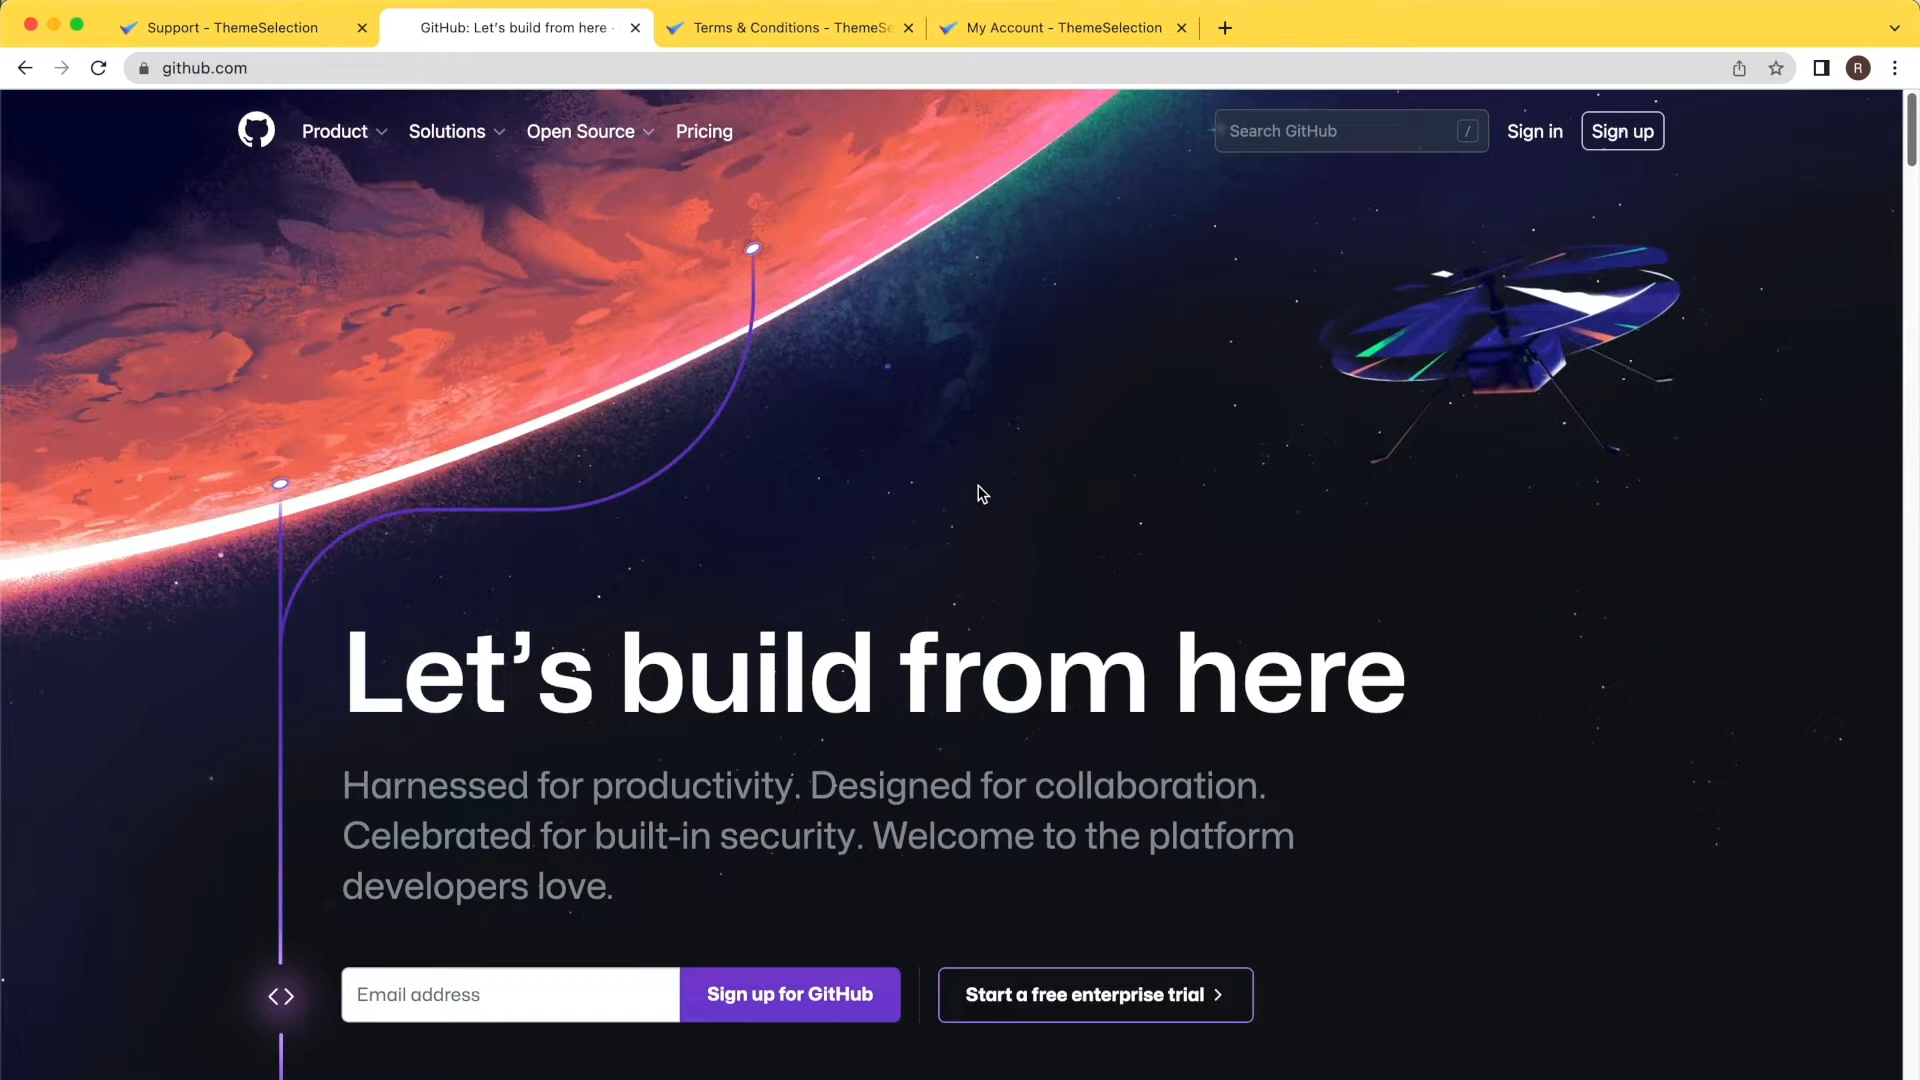 Support - ThemeSelection
GitHub: Let's build from here ·
Terms & Conditions - ThemeSe
My Account - ThemeSelection
github.com
R
Product
Solutions
Open Source
Pricing
Search GitHub
/
Sign in
Sign up
Let's build from here
Harnessed for productivity. Designed for collaboration.
Celebrated for built-in security. Welcome to the platform
developers love.
Email address
Sign up for GitHub
Start a free enterprise trial